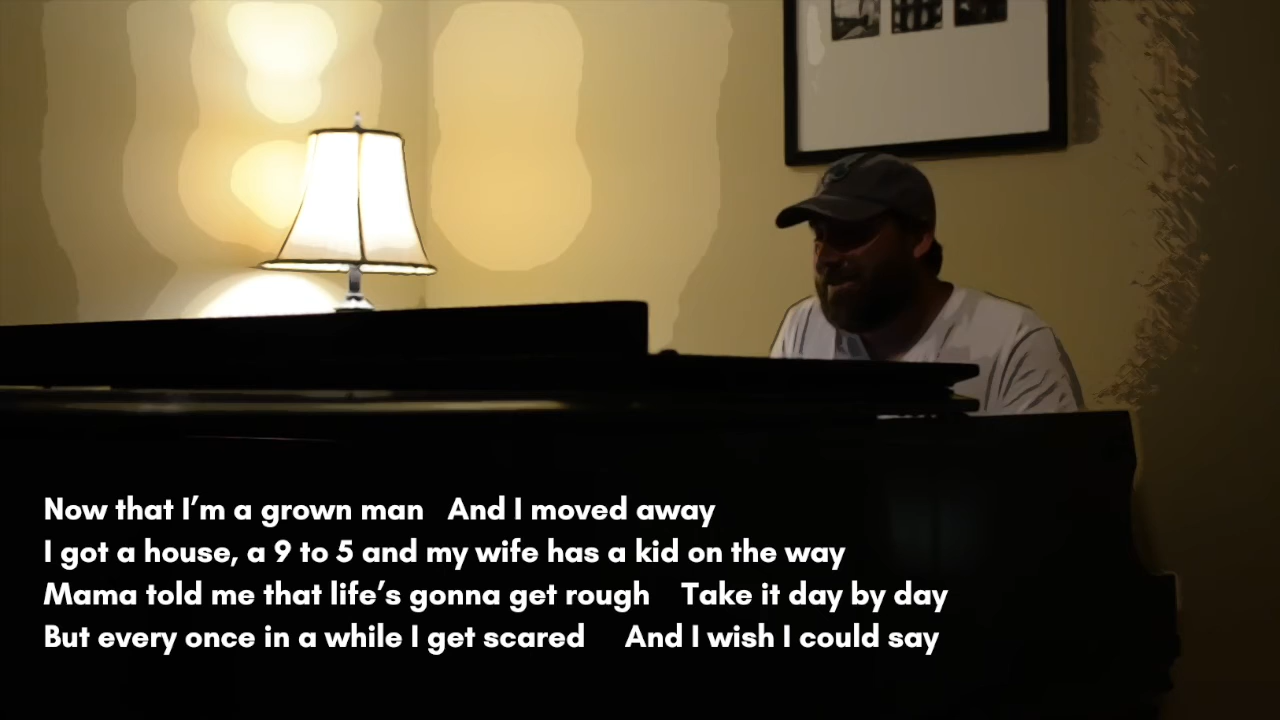 Now that I’m a grown man And I moved away
I got a house, a 9 to 5 and my wife has a kid on the way
Mama told me that life’s gonna get rough Take it day by day
But every once in a while I get scared And I wish I could say